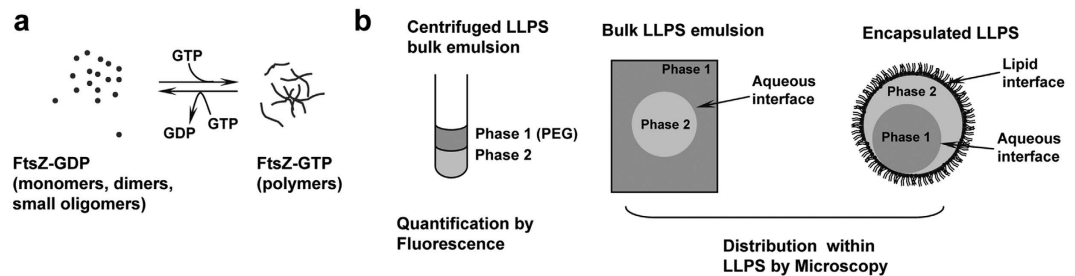 a
GTP
GDP
GTP
FtsZ-GDP
(monomers, dimers,
small oligomers)
FtsZ-GTP
(polymers)
b
Centrifuged LLPS
bulk emulsion
Phase 1 (PEG)
Phase 2
Quantification by
Fluorescence
Bulk LLPS emulsion
Phase 1
Phase 2
Aqueous
interface
Encapsulated LLPS
Phase 2
Phase 1
Lipid
interface
Aqueous
interface
Distribution within
LLPS by Microscopy